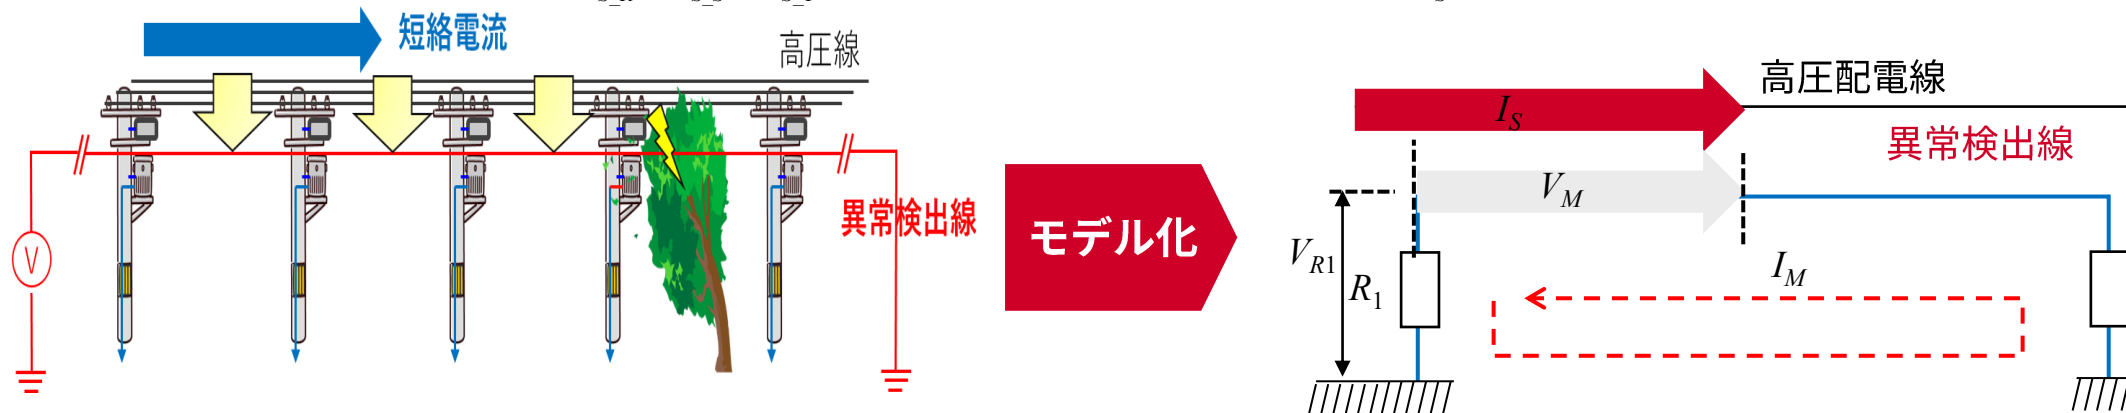 短絡電流
高圧線
異常検出線
V
モデル化
高圧配電線
I_S
異常検出線
V_M
V_R1
R_1
I_M